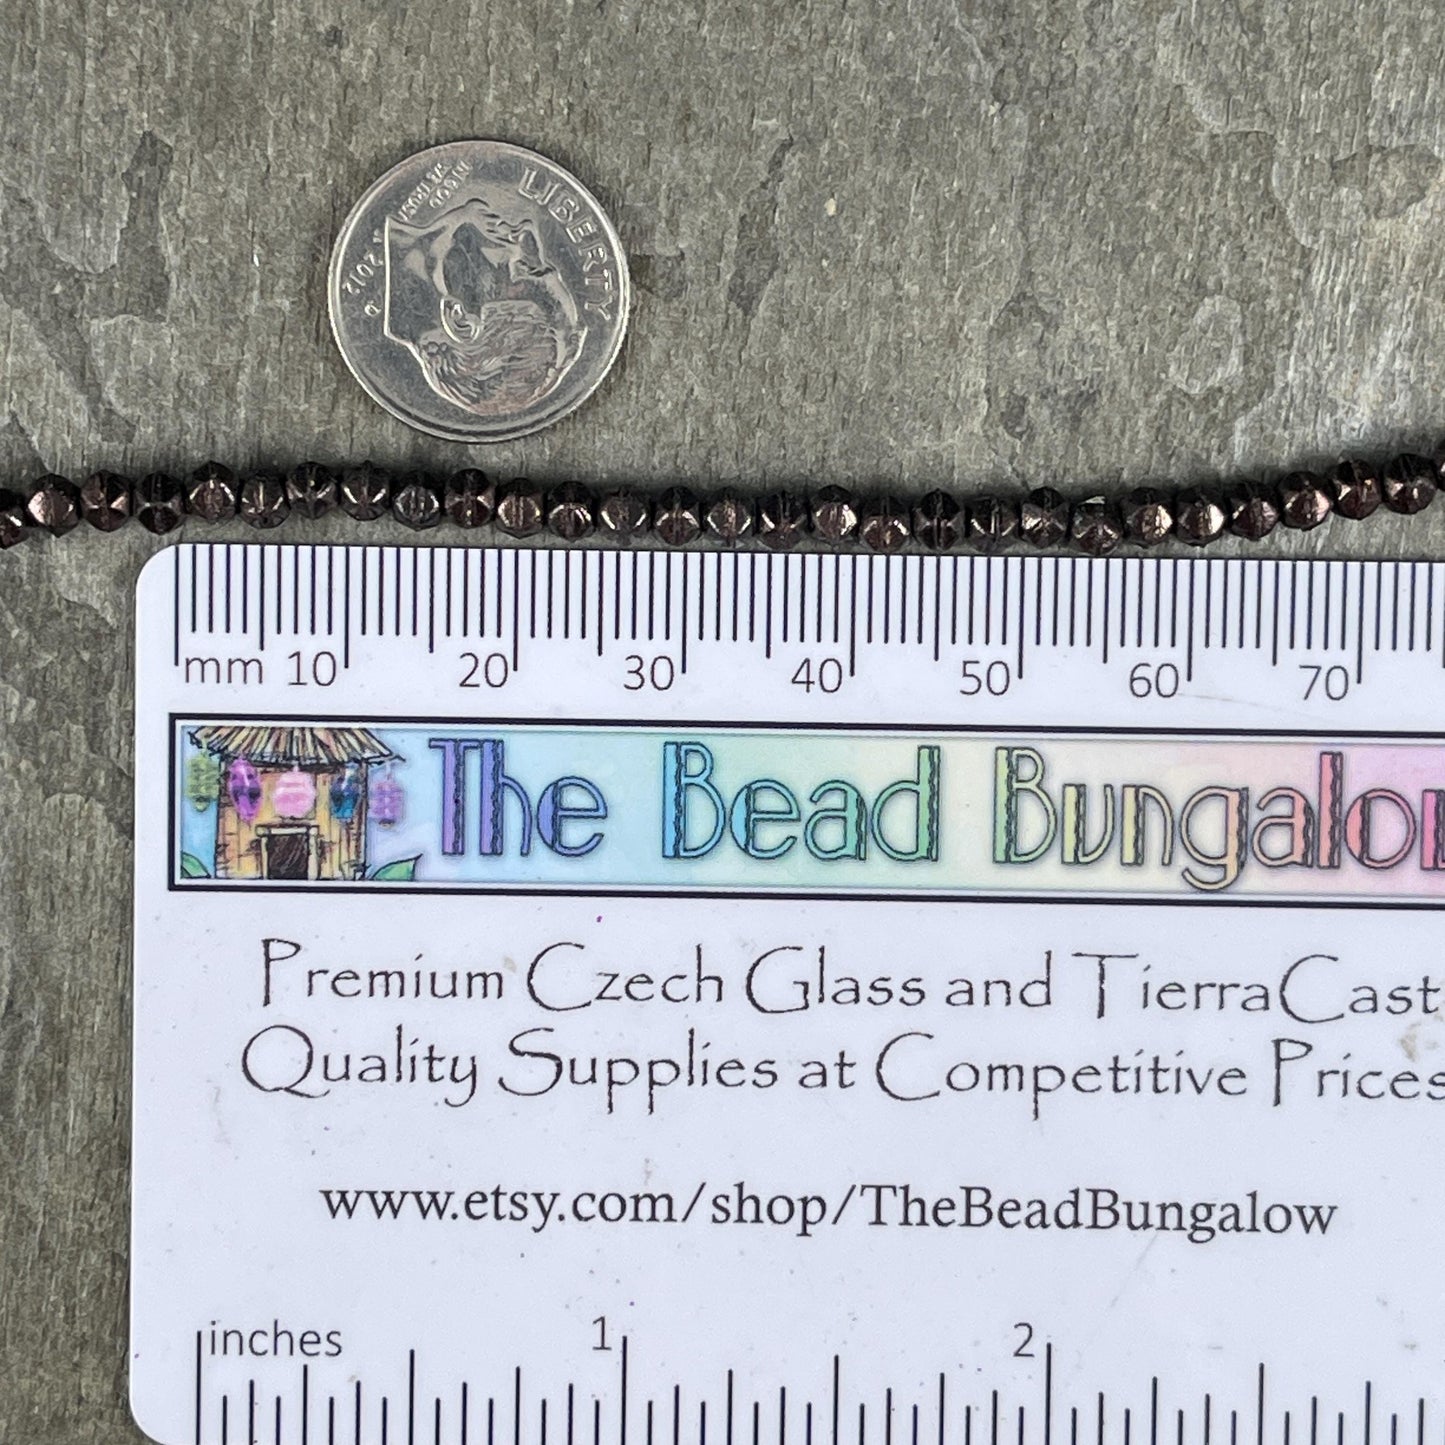 LIBERTY
IN GOD
WE TRUST
2012
P
mm 10 20 30 40 50 60 70
The Bead Bungalow
Premium Czech Glass and TierraCast
Quality Supplies at Competitive Prices
www.etsy.com/shop/TheBeadBungalow
inches 1 2